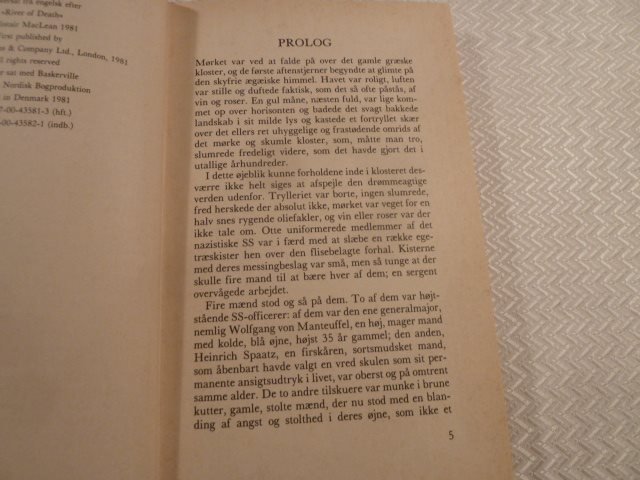 ersat fra engelsk efter
»River of Death«
istair MacLean 1981
First published by
s & Company Ltd., London, 1981
ll rights reserved
r sat med Baskerville
Nordisk Bogproduktion
in Denmark 1981
-00-43581-3 (hft.)
-00-43582-1 (indb.)
PROLOG
Mørket var ved at falde på over det gamle græske
kloster, og de første aftenstjerner begyndte at glimte på
den skyfrie ægæiske himmel. Havet var roligt, luften
var stille og duftede faktisk, som det så ofte påstås, af
vin og roser. En gul måne, næsten fuld, var lige kom-
met op over horisonten og badede det svagt bakkede
landskab i sit milde lys og kastede et fortryllet skær
over det ellers ret uhyggelige og frastødende omrids af
det mørke og skumle kloster, som, måtte man tro,
slumrede fredeligt videre, som det havde gjort det i
utallige århundreder.
I dette øjeblik kunne forholdene inde i klosteret des-
værre ikke helt siges at afspejle den drømmeagtige
verden udenfor. Trylleriet var borte, ingen slumrede,
fred herskede der absolut ikke, mørket var veget for en
halv snes rygende oliefakler, og vin eller roser var der
ikke tale om. Otte uniformerede medlemmer af det
nazistiske SS var i færd med at slæbe en række ege-
træskister hen over den flisebelagte forhal. Kisterne
med deres messingbeslag var små, men så tunge at der
skulle fire mand til at bære hver af dem; en sergent
overvågede arbejdet.
Fire mænd stod og så på dem. To af dem var højt-
stående SS-officerer: af dem var den ene generalmajor,
nemlig Wolfgang von Manteuffel, en høj, mager mand
med kolde, blå øjne, højst 35 år gammel; den anden,
Heinrich Spaatz, en firskåren, sortsmudset mand,
som åbenbart havde valgt en vred skulen som sit per-
manente ansigtsudtryk i livet, var oberst og på omtrent
samme alder. De to andre tilskuere var munke i brune
kutter, gamle, stolte mænd, der nu stod med en blan-
ding af angst og stolthed i deres øjne, som ikke et
5